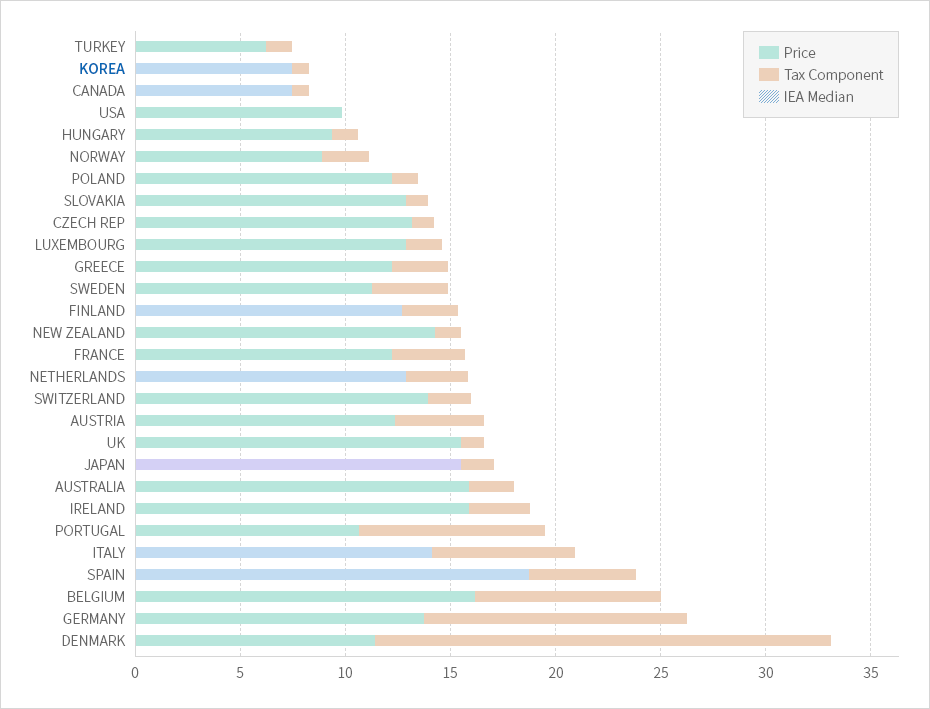 TURKEY
KOREA
CANADA
USA
HUNGARY
NORWAY
POLAND
SLOVAKIA
CZECH REP
LUXEMBOURG
GREECE
SWEDEN
FINLAND
NEW ZEALAND
FRANCE
NETHERLANDS
SWITZERLAND
AUSTRIA
UK
JAPAN
AUSTRALIA
IRELAND
PORTUGAL
ITALY
SPAIN
BELGIUM
GERMANY
DENMARK
0 5 10 15 20 25 30 35
Price
Tax Component
IEA Median